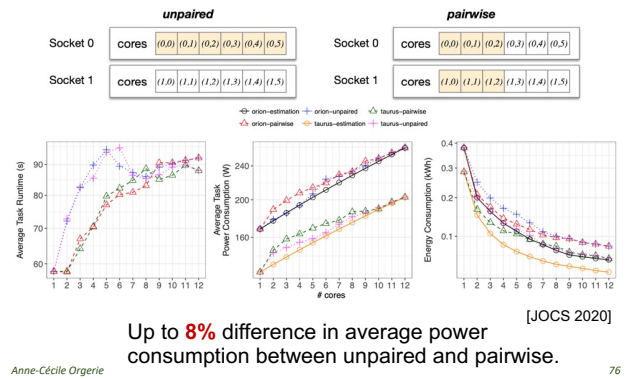 unpaired
pairwise
Socket 0 cores (0,0) (0,1) (0,2) (0,3) (0,4) (0,5)
Socket 0 cores (0,0) (0,1) (0,2) (0,3) (0,4) (0,5)
Socket 1 cores (1,0) (1,1) (1,2) (1,3) (1,4) (1,5)
Socket 1 cores (1,0) (1,1) (1,2) (1,3) (1,4) (1,5)
orion-estimation orion-unpaired taurus-pairwise
orion-pairwise taurus-estimation taurus-unpaired
Average Task Runtime (s)
90
80
70
60
1 2 3 4 5 6 7 8 9 10 11 12
Average Task
Power Consumption (W)
240
200
160
1 2 3 4 5 6 7 8 9 10 11 12
# cores
Energy Consumption (kWh)
0.4
0.3
0.2
0.1
1 2 3 4 5 6 7 8 9 10 11 12
[JOCS 2020]
Up to 8% difference in average power
consumption between unpaired and pairwise.
Anne-Cécile Orgerie
76